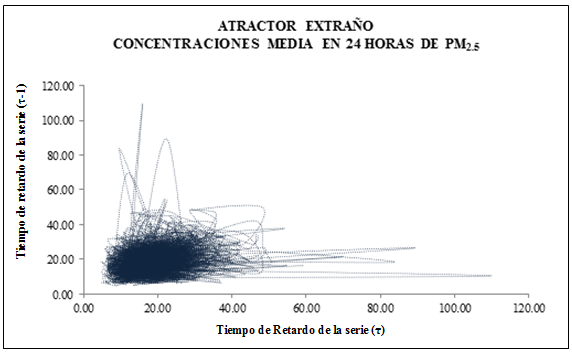 ATRACTOR EXTRAÑO
CONCENTRACIONES MEDIA EN 24 HORAS DE PM2.5
Tiempo de retardo de la serie (τ-1)
120.00
100.00
80.00
60.00
40.00
20.00
0.00
0.00 20.00 40.00 60.00 80.00 100.00 120.00
Tiempo de Retardo de la serie (τ)